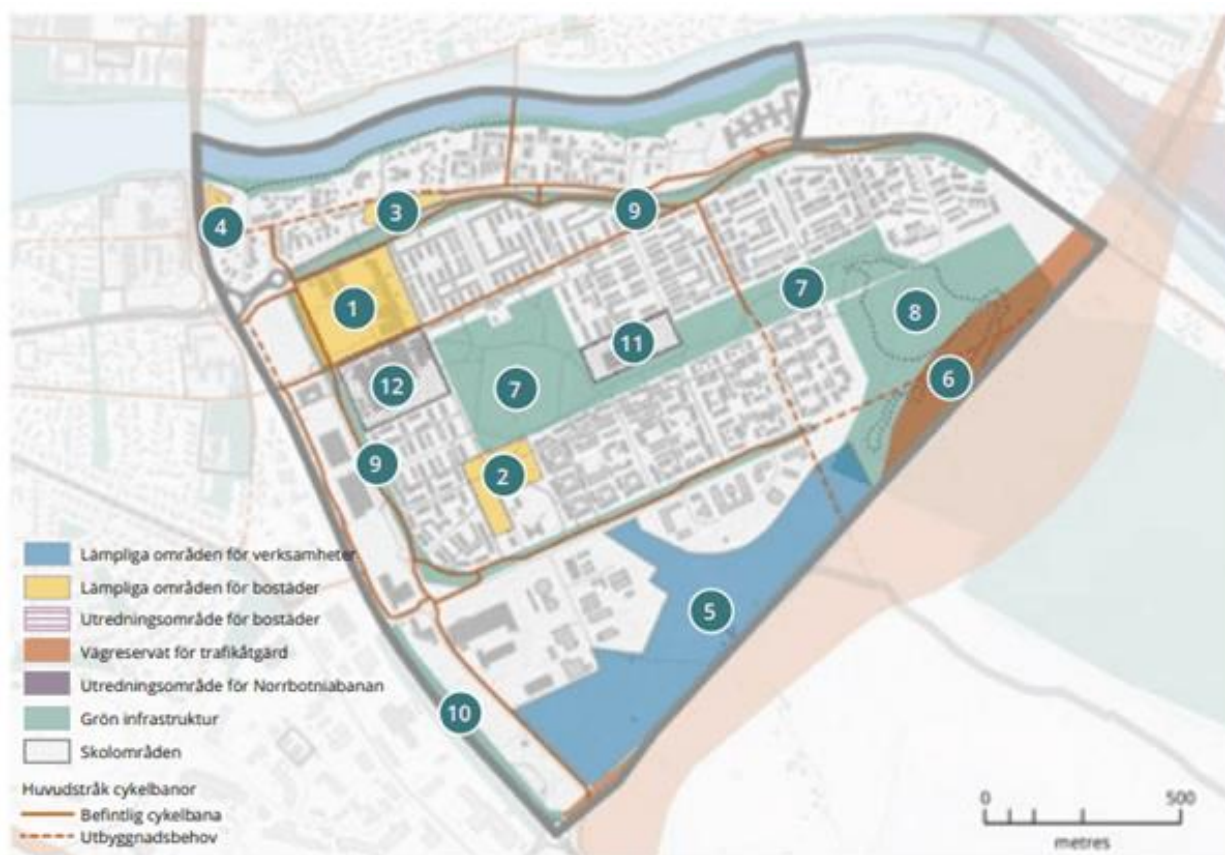 4
3
9
1
7
11
8
12
7
6
9
2
5
10
Lämpliga områden för verksamheter
Lämpliga områden för bostäder
Utredningsområde för bostäder
Vägreservat för trafikåtgärd
Utredningsområde för Norrbotniabanan
Grön infrastruktur
Skolområden
Huvudstråk cykelbanor
Befintlig cykelbana
Utbyggnadsbehov
0 500
metres